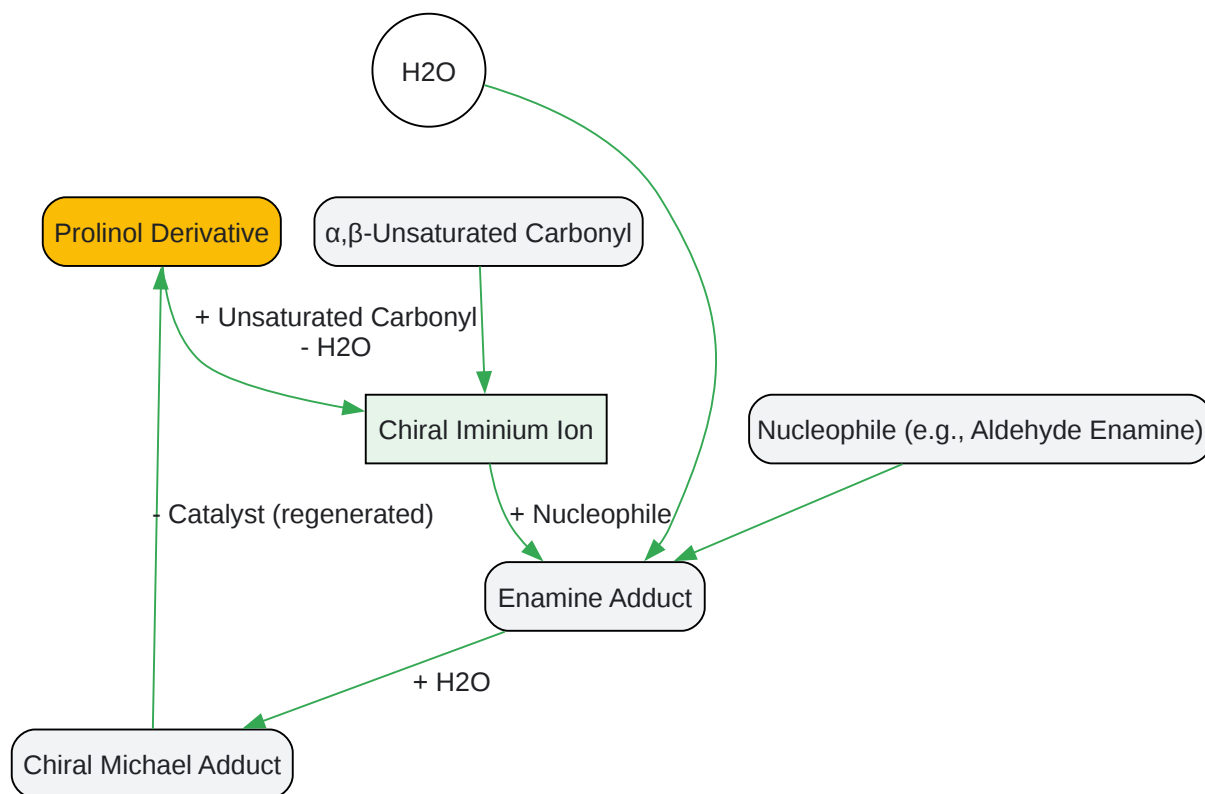 H2O
Prolinol Derivative
α,β-Unsaturated Carbonyl
+ Unsaturated Carbonyl
- H2O
Chiral Iminium Ion
Nucleophile (e.g., Aldehyde Enamine)
- Catalyst (regenerated)
+ Nucleophile
Enamine Adduct
+ H2O
Chiral Michael Adduct